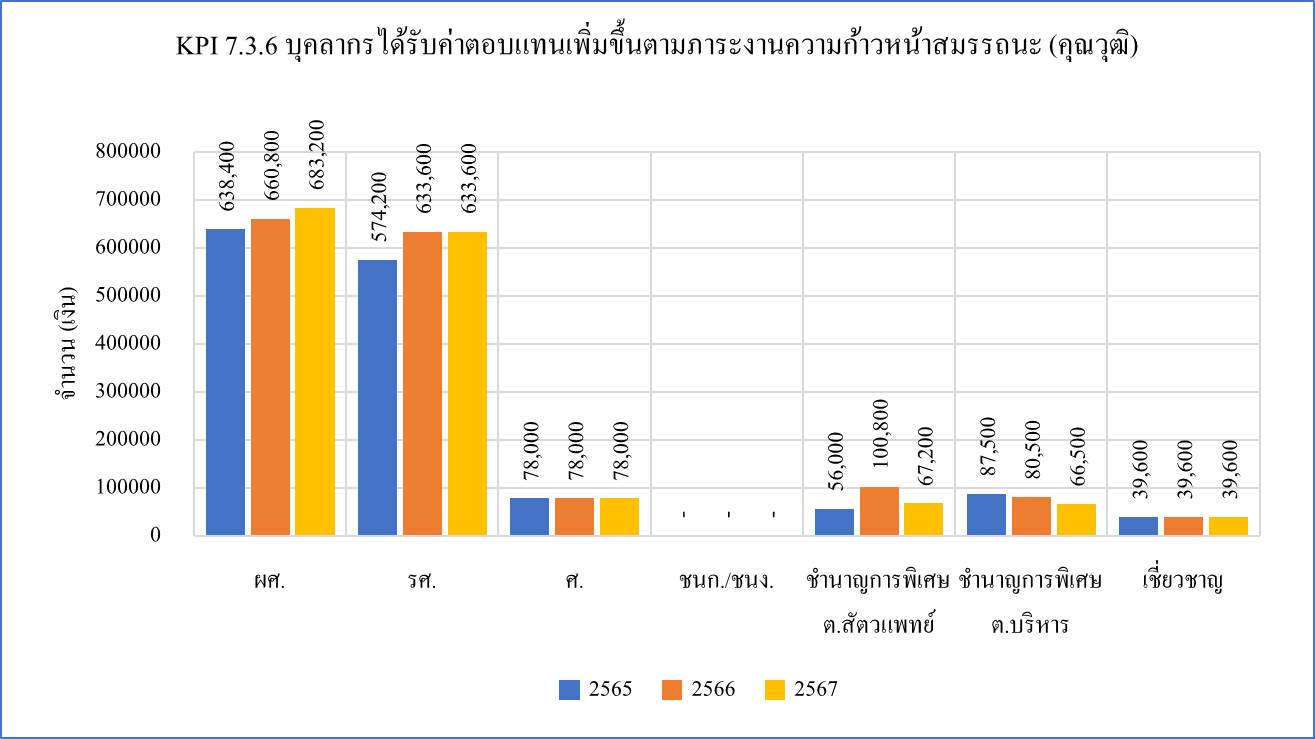 KPI 7.3.6 บุคลากรได้รับค่าตอบแทนเพิ่มขึ้นตามภาระงานความก้าวหน้าสมรรถนะ (คุณวุฒิ)
จำนวน (เงิน)
800000
700000
600000
500000
400000
300000
200000
100000
0
638,400
660,800
683,200
574,200
633,600
633,600
78,000
78,000
78,000
-
-
-
56,000
100,800
67,200
87,500
80,500
66,500
39,600
39,600
39,600
ผศ.
รศ.
ศ.
ชนก./ชนง.
ชำนาญการพิเศษ
ต.สัตวแพทย์
ชำนาญการพิเศษ
ต.บริหาร
เชี่ยวชาญ
2565 2566 2567